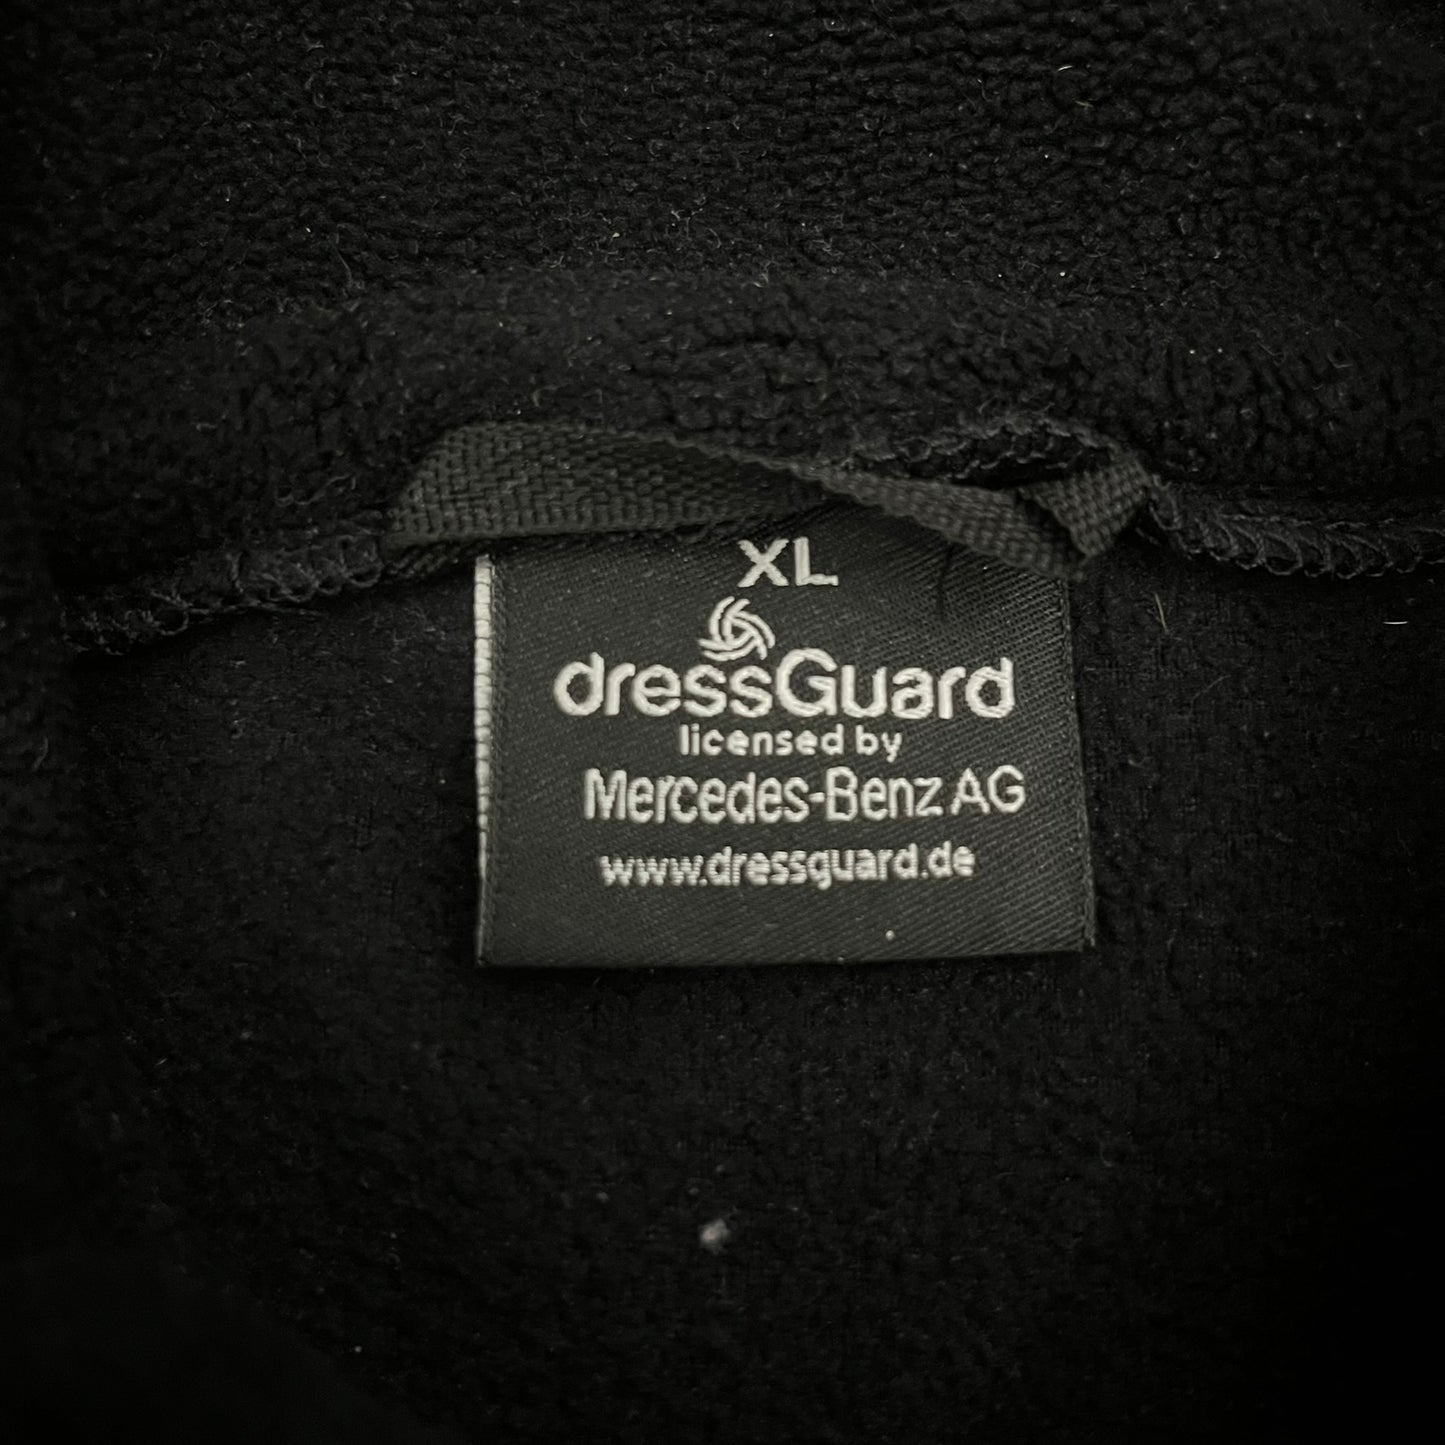 XL
dressGuard
licensed by
Mercedes-Benz AG
www.dressguard.de